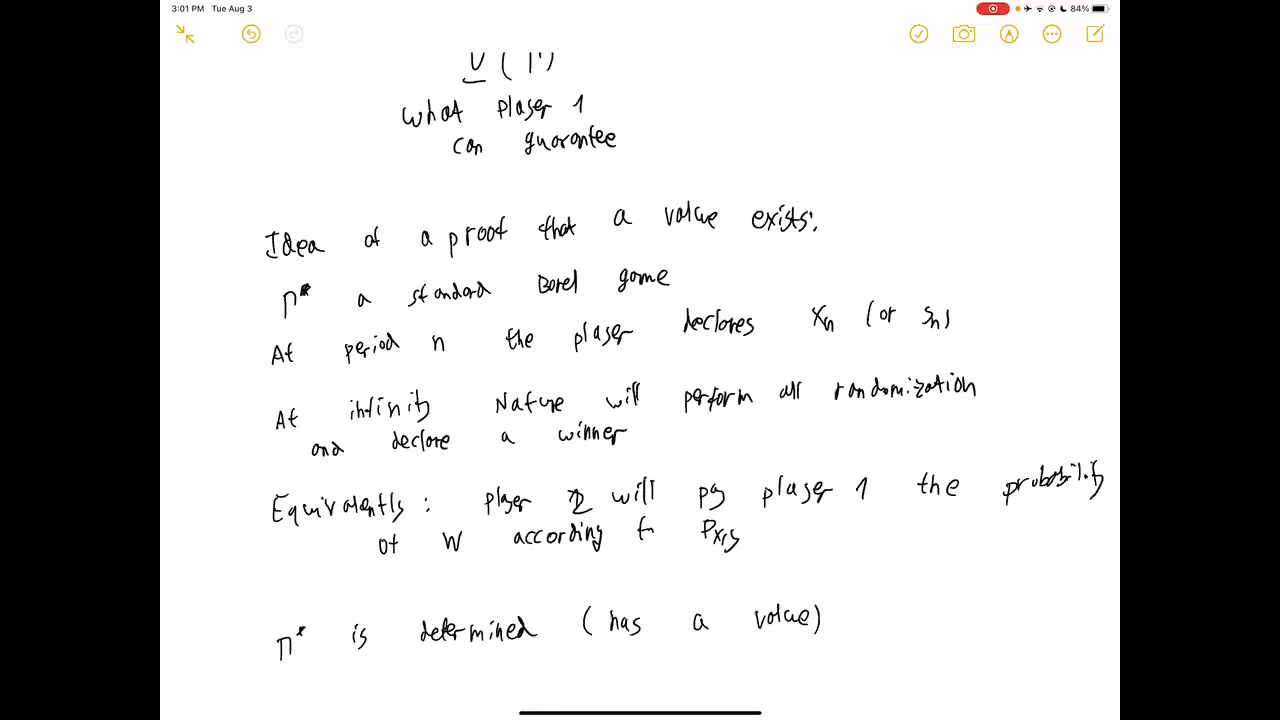 3:01 PM Tue Aug 3 84%
V ( Γ )
what player 1
can guarantee
Idea of a proof that a value exists:
Γ* a standard Borel game
At period n the player declares xn (or sn)
At infinity Nature will perform all randomization
and declare a winner
Equivalently: player 2 will pay player 1 the probability
of W according to Px,s
Γ* is determined (has a value)